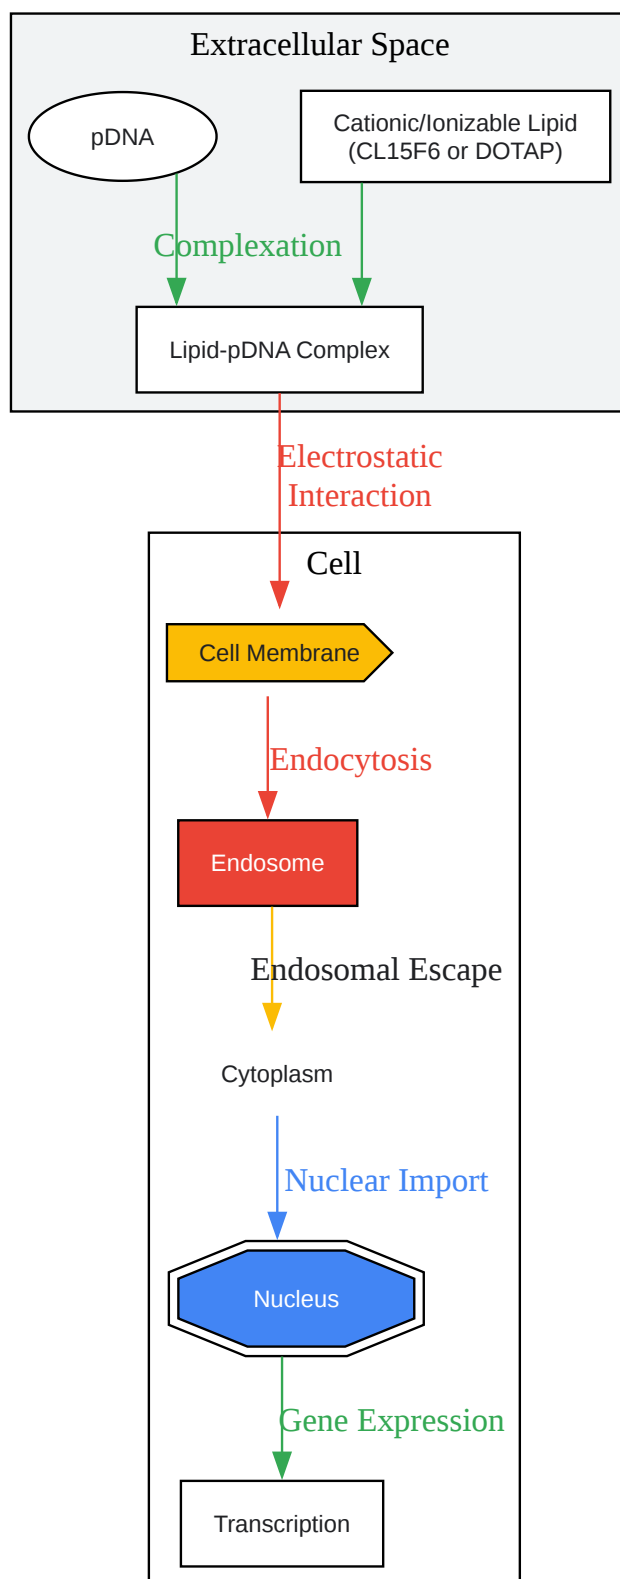 Extracellular Space
pDNA
Cationic/Ionizable Lipid
(CL15F6 or DOTAP)
Complexation
Lipid-pDNA Complex
Electrostatic
Interaction
Cell
Cell Membrane
Endocytosis
Endosome
Endosomal Escape
Cytoplasm
Nuclear Import
Nucleus
Gene Expression
Transcription